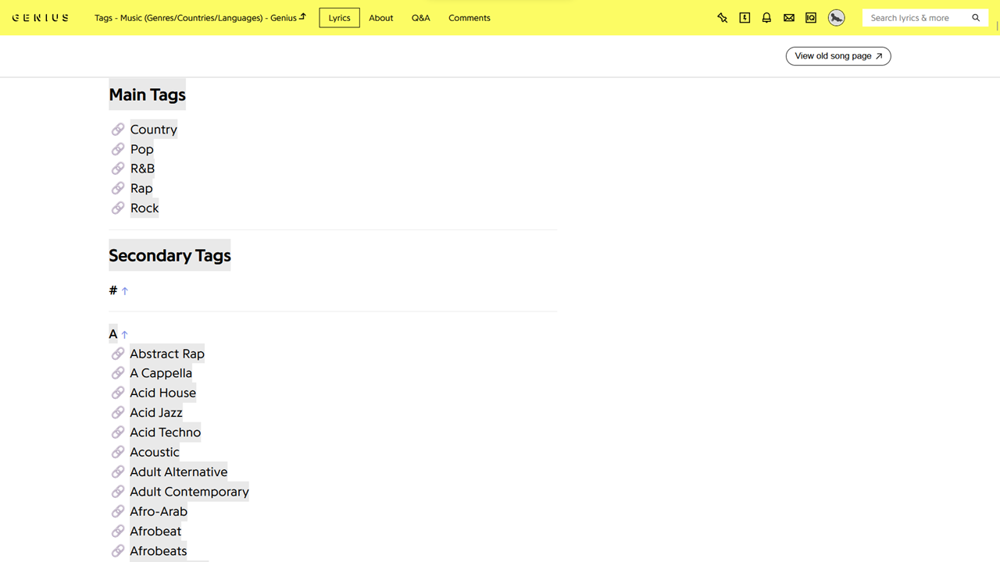 GENIUS
Tags - Music (Genres/Countries/Languages) - Genius
Lyrics
About
Q&A
Comments
IQ
Search lyrics & more
View old song page
Main Tags
Country
Pop
R&B
Rap
Rock
Secondary Tags
# ↑
A ↑
Abstract Rap
A Cappella
Acid House
Acid Jazz
Acid Techno
Acoustic
Adult Alternative
Adult Contemporary
Afro-Arab
Afrobeat
Afrobeats